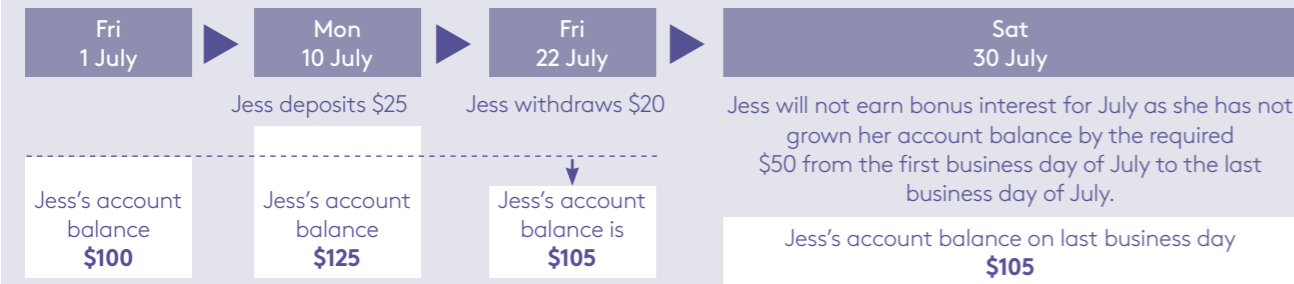 Fri
1 July
Mon
10 July
Fri
22 July
Sat
30 July
Jess deposits $25
Jess withdraws $20
Jess will not earn bonus interest for July as she has not
grown her account balance by the required
$50 from the first business day of July to the last
business day of July.
Jess's account
balance
$100
Jess's account
balance
$125
Jess's account
balance is
$105
Jess's account balance on last business day
$105